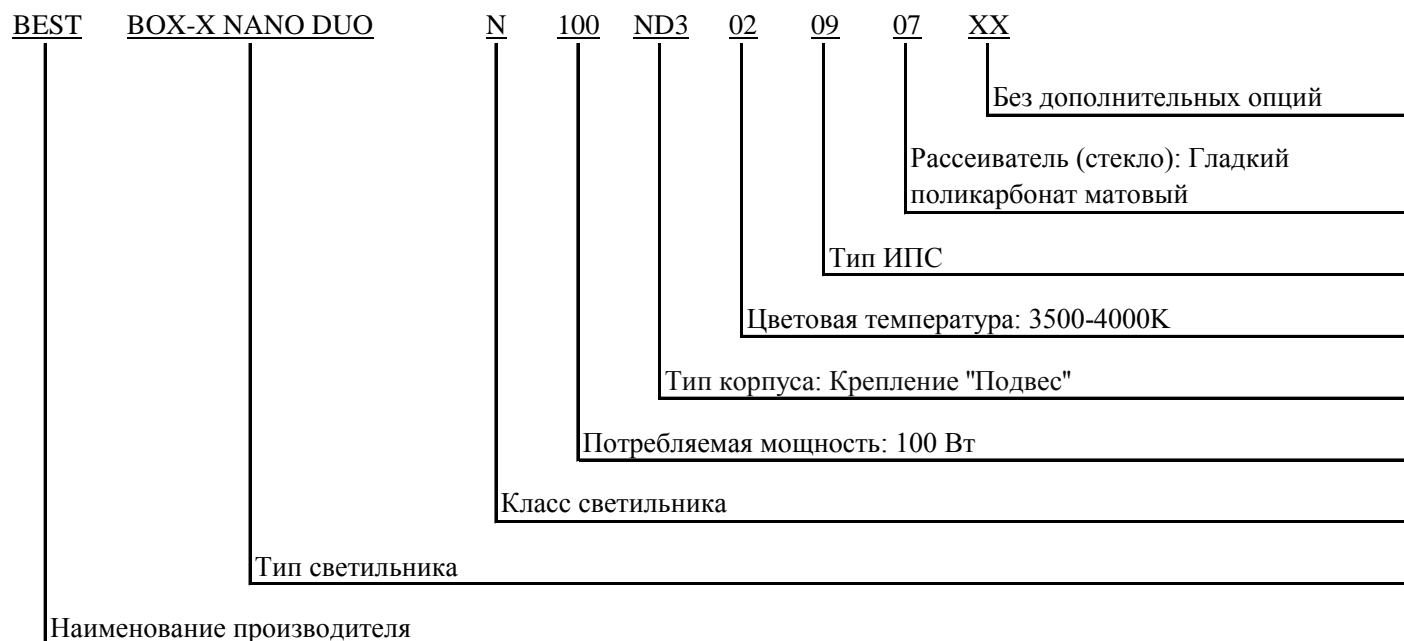 BEST BOX-X NANO DUO N 100 ND3 02 09 07 XX
Без дополнительных опций
Рассеиватель (стекло): Гладкий
поликарбонат матовый
Тип ИПС
Цветовая температура: 3500-4000К
Тип корпуса: Крепление "Подвес"
Потребляемая мощность: 100 Вт
Класс светильника
Тип светильника
Наименование производителя